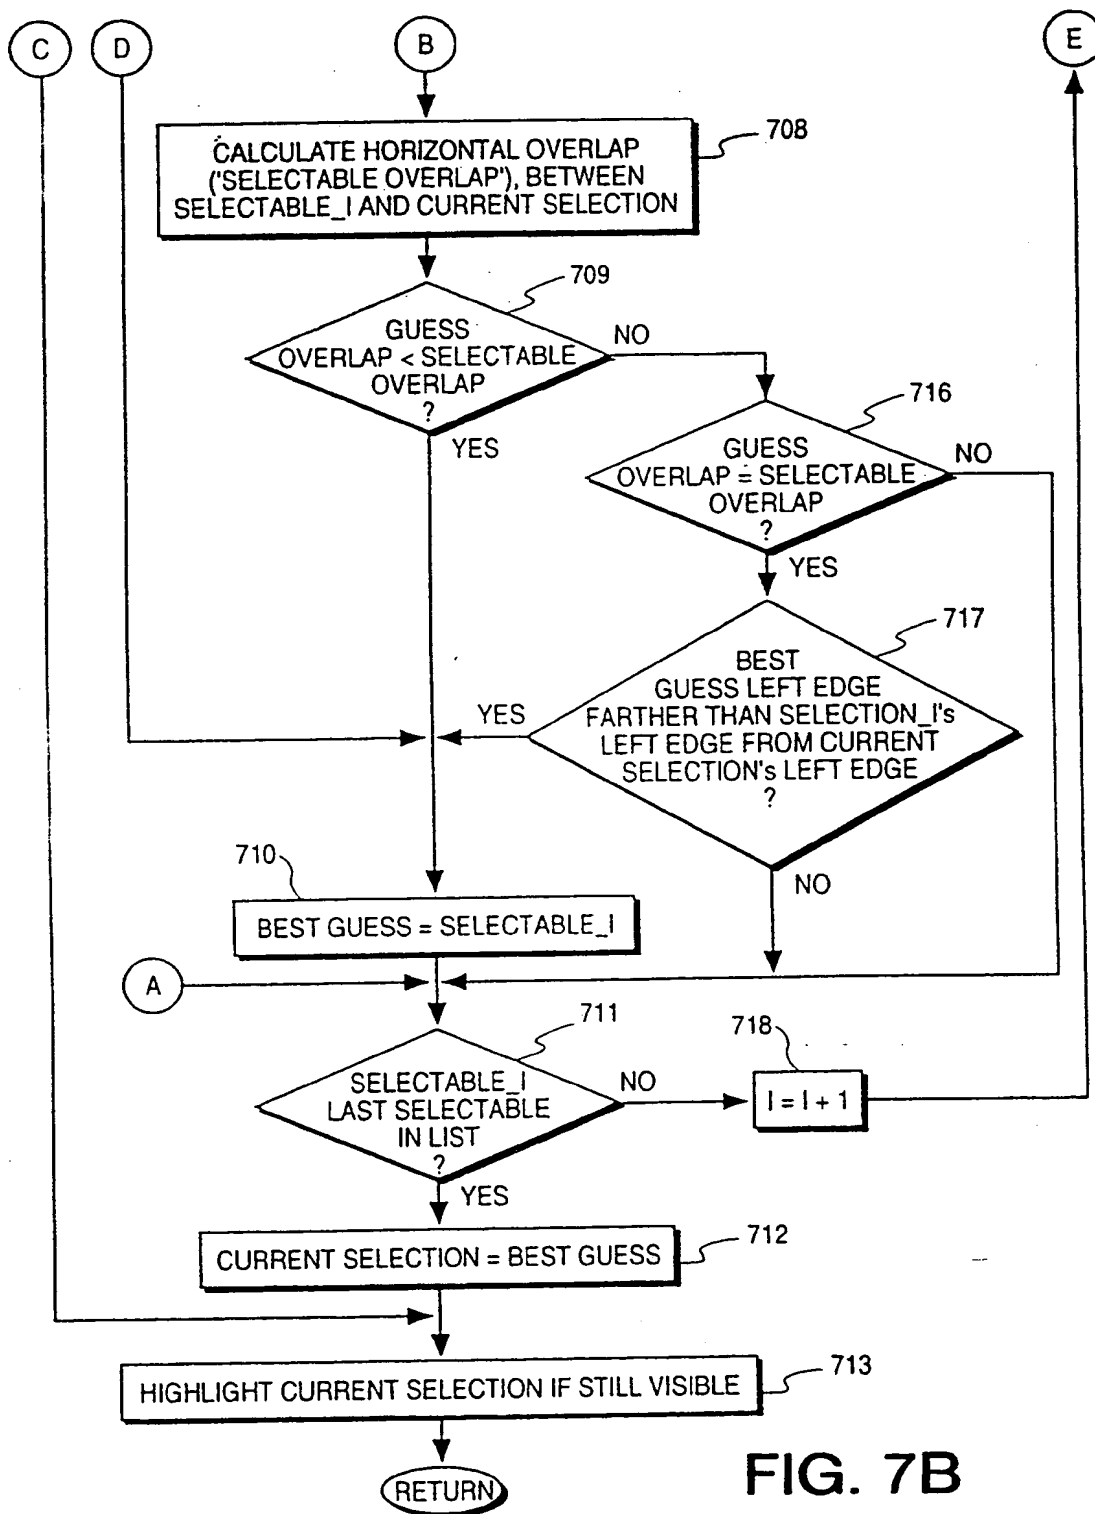 C
D
B
E
708
CALCULATE HORIZONTAL OVERLAP
('SELECTABLE OVERLAP'), BETWEEN
SELECTABLE_I AND CURRENT SELECTION
709
GUESS
OVERLAP < SELECTABLE
OVERLAP
?
NO
YES
716
GUESS
OVERLAP = SELECTABLE
OVERLAP
?
NO
YES
717
BEST
GUESS LEFT EDGE
FARTHER THAN SELECTION_I's
LEFT EDGE FROM CURRENT
SELECTION's LEFT EDGE
?
YES
NO
710
BEST GUESS = SELECTABLE_I
A
711
SELECTABLE_I
LAST SELECTABLE
IN LIST
?
NO
718
I = I + 1
YES
CURRENT SELECTION = BEST GUESS
712
HIGHLIGHT CURRENT SELECTION IF STILL VISIBLE
713
RETURN
FIG. 7B